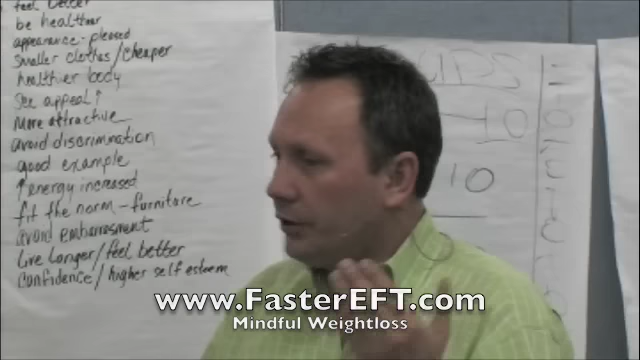 feel better
be healthier
appearance - pleased
Smaller clothes/cheaper
healthier body
Sex appeal ↑
More attractive
avoid discrimination
good example
↑ energy increased
fit the norm - furniture
avoid embarrassment
Live longer/feel better
Confidence/higher self esteem
10
10
www.FasterEFT.com
Mindful Weightloss